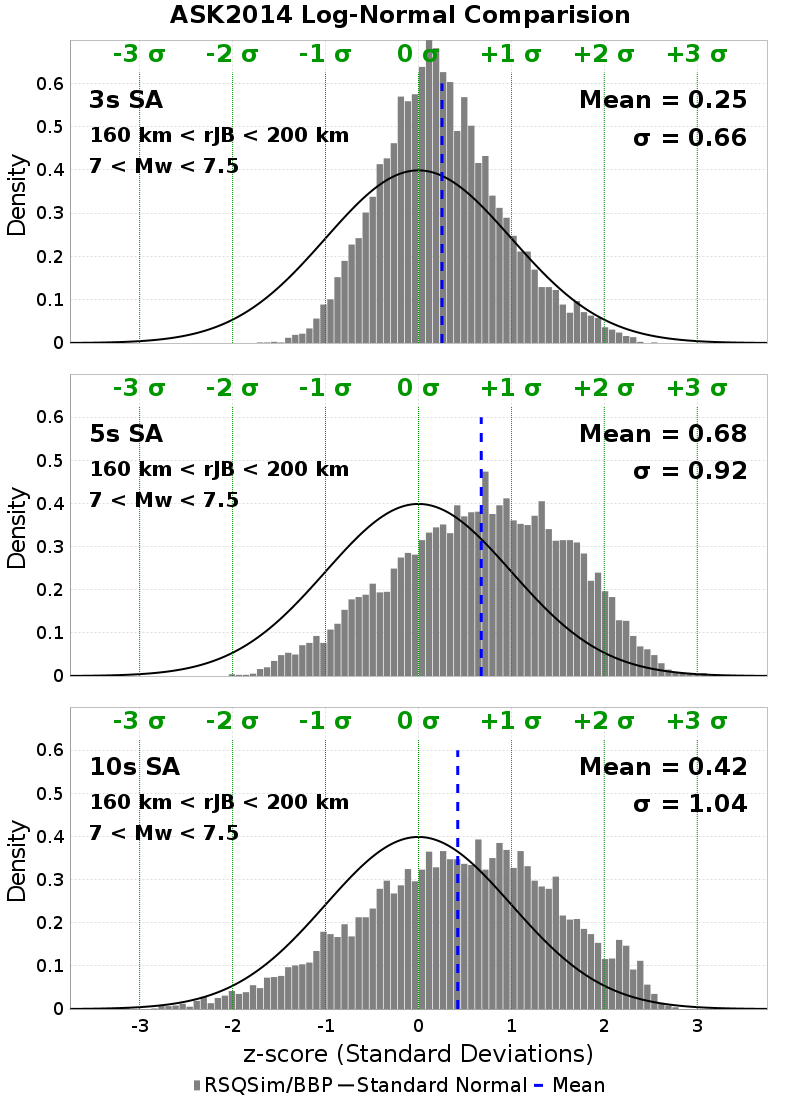 ASK2014 Log-Normal Comparision
-3 σ -2 σ -1 σ 0 σ +1 σ +2 σ +3 σ
0.6
3s SA Mean = 0.25
0.5
160 km < rJB < 200 km σ = 0.66
7 < Mw < 7.5
0.4
Density
0.3
0.2
0.1
0
-3 σ -2 σ -1 σ 0 σ +1 σ +2 σ +3 σ
0.6
5s SA Mean = 0.68
0.5
160 km < rJB < 200 km σ = 0.92
7 < Mw < 7.5
0.4
Density
0.3
0.2
0.1
0
-3 σ -2 σ -1 σ 0 σ +1 σ +2 σ +3 σ
0.6
10s SA Mean = 0.42
0.5
160 km < rJB < 200 km σ = 1.04
7 < Mw < 7.5
0.4
Density
0.3
0.2
0.1
0
-3 -2 -1 0 1 2 3
z-score (Standard Deviations)
RSQSim/BBP Standard Normal Mean